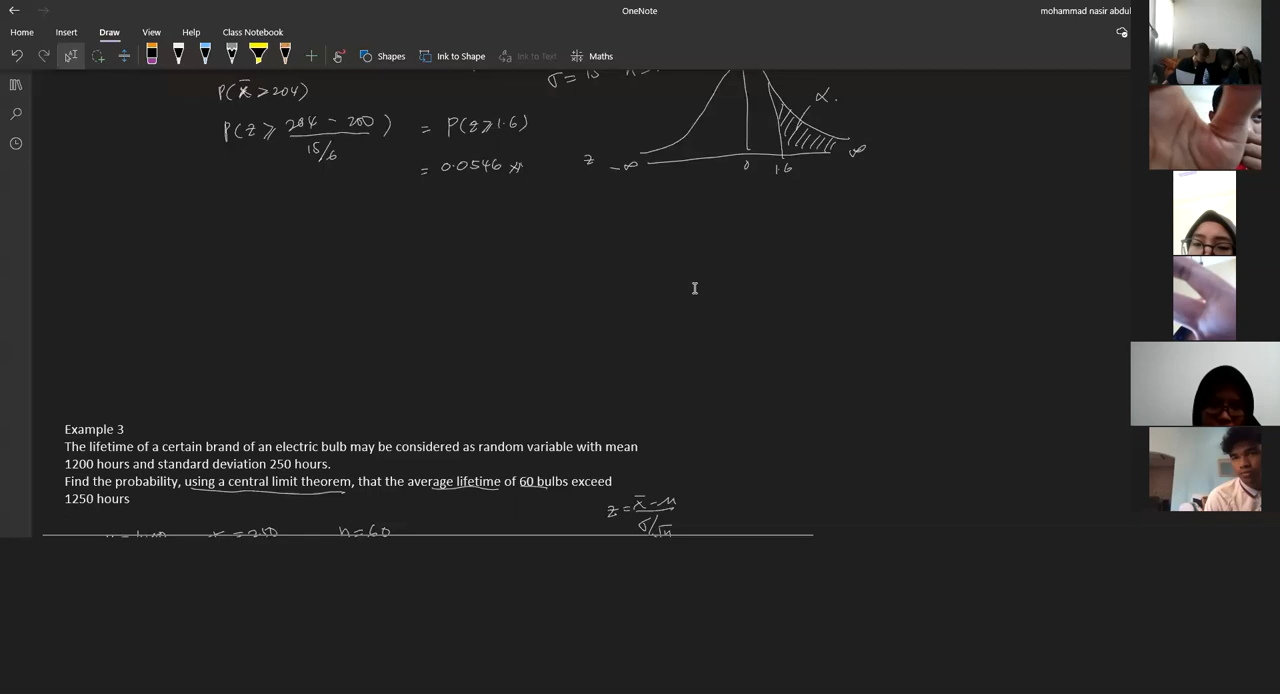 OneNote
mohammad nasir abdul
Home Insert Draw View Help Class Notebook
Shapes Ink to Shape Ink to Text Maths
P(x̄ ⩾ 204)
σ = 15
P(z ⩾ (204 - 200) / (15/6)) = P(z ⩾ 1.6)
= 0.0546
α.
z -∞ 0 1.6 ∞
Example 3
The lifetime of a certain brand of an electric bulb may be considered as random variable with mean
1200 hours and standard deviation 250 hours.
Find the probability, using a central limit theorem, that the average lifetime of 60 bulbs exceed
1250 hours
z = (x̄ - μ) / (σ/√n)
= 250 n = 60